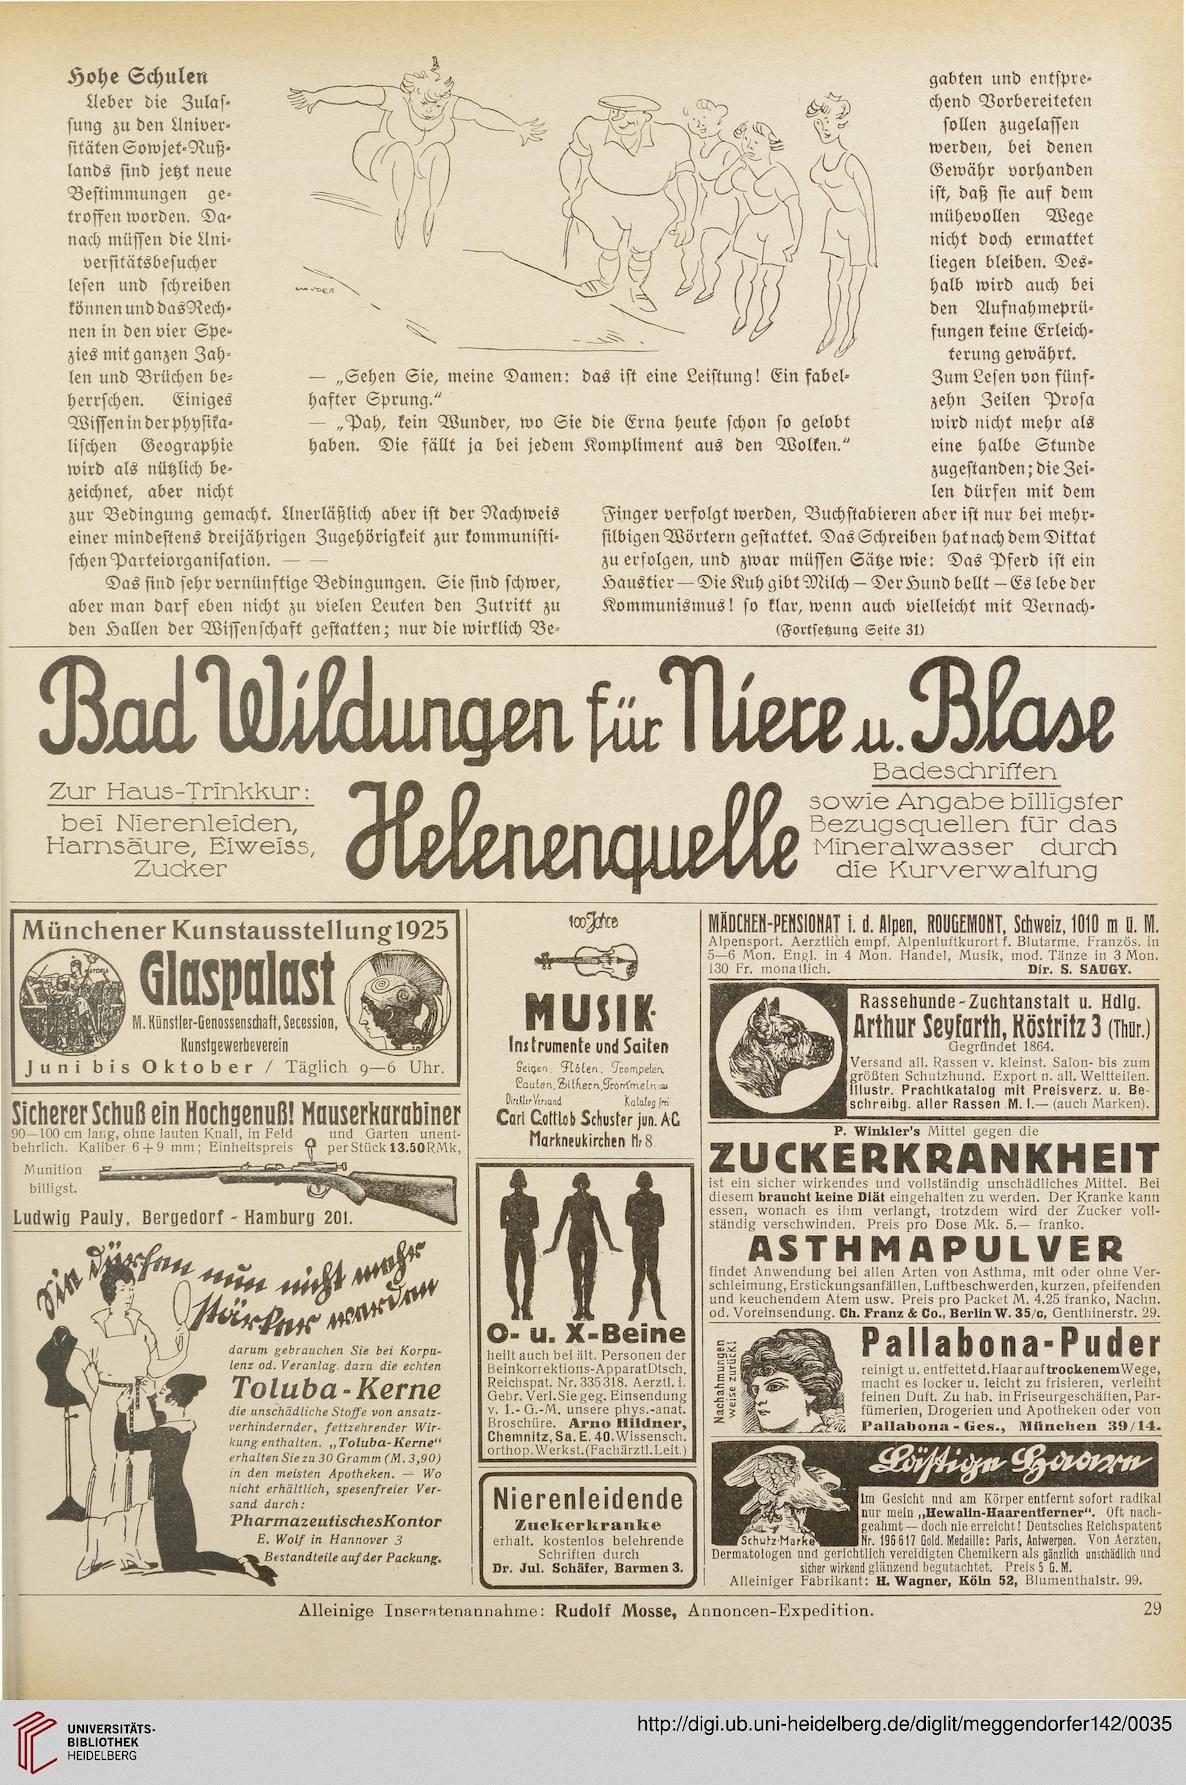 Hohe Schulen
Ueber die Zulas-
sung zu den Univer-
sitäten Sowjet-Ruß-
lands sind jetzt neue
Bestimmungen ge-
troffen worden. Da-
nach müssen die Uni-
versitätsbesucher
lesen und schreiben
können und das Rech-
nen in den vier Spe-
zies mit ganzen Zah-
len und Brüchen be-
herrschen. Einiges
Wissen in der physika-
lischen Geographie
wird als nützlich be-
zeichnet, aber nicht
zur Bedingung gemacht. Unerläßlich aber ist der Nachweis
einer mindestens dreijährigen Zugehörigkeit zur kommunisti-
schen Parteiorganisation. — —
Das sind sehr vernünftige Bedingungen. Sie sind schwer,
aber man darf eben nicht zu vielen Leuten den Zutritt zu
den Hallen der Wissenschaft gestatten; nur die wirklich Be-
— „Sehen Sie, meine Damen: das ist eine Leistung! Ein fabel-
hafter Sprung.“
— „Pah, kein Wunder, wo Sie die Erna heute schon so gelobt
haben. Die fällt ja bei jedem Kompliment aus den Wolken.“
gabten und entspre-
chend Vorbereiteten
sollen zugelassen
werden, bei denen
Gewähr vorhanden
ist, daß sie auf dem
mühevollen Wege
nicht doch ermattet
liegen bleiben. Des-
halb wird auch bei
den Aufnahmeprü-
fungen keine Erleich-
terung gewährt.
Zum Lesen von fünf-
zehn Zeilen Prosa
wird nicht mehr als
eine halbe Stunde
zugestanden; die Zei-
len dürfen mit dem
Finger verfolgt werden, Buchstabieren aber ist nur bei mehr-
silbigen Wörtern gestattet. Das Schreiben hat nach dem Diktat
zu erfolgen, und zwar müssen Sätze wie: Das Pferd ist ein
Haustier — Die Kuh gibt Milch — Der Hund bellt — Es lebe der
Kommunismus! so klar, wenn auch vielleicht mit Vernach-
(Fortsetzung Seite 31)
Bad Wildungen für Niere u. Blase
Zur Haus-Trinkkur:
bei Nierenleiden,
Harnsäure, Eiweiss,
Zucker
Helenenquelle
Badeschriften
sowie Angabe billigster
Bezugsquellen für das
Mineralwasser durch
die Kurverwaltung
Münchener Kunstausstellung 1925
Glaspalast
M. Künstler-Genossenschaft, Secession,
Kunstgewerbeverein
Juni bis Oktober / Täglich 9—6 Uhr.
Sicherer Schuß ein Hochgenuß! Mauserkarabiner
90—100 cm lang, ohne lauten Knall, in Feld und Garten unent-
behrlich. Kaliber 6 + 9 mm; Einheitspreis per Stück 13.50 RMk,
Munition
billigst.
Ludwig Pauly, Bergedorf - Hamburg 201.
Sie dürfen nun nicht mehr
stärker werden
darum gebrauchen Sie bei Korpu-
lenz od. Veranlag. dazu die echten
Toluba-Kerne
die unschädliche Stoffe von ansatz-
verhindernder, fettzehrender Wir-
kung enthalten. „Toluba-Kerne“
erhalten Sie zu 30 Gramm (M. 3,90)
in den meisten Apotheken. — Wo
nicht erhältlich, spesenfreier Ver-
sand durch:
Pharmazeutisches Kontor
E. Wolf in Hannover 3
Bestandteile auf der Packung.
100 Jahre
MUSIK-
Instrumente und Saiten
Geigen, Flöten, Trompeten,
Lauten, Zithern, Trommeln
Direkter Versand Katalog frei
Carl Gottlob Schuster jun. A.G.
Markneukirchen Nr 8
O- u. X-Beine
heilt auch bei ält. Personen der
Beinkorrektions-Apparat Dtsch.
Reichspat. Nr. 335 318. Aerztl. i.
Gebr. Verl. Sie geg. Einsendung
v. 1.- G.-M. unsere phys.-anat.
Broschüre. Arno Hildner,
Chemnitz, Sa. E. 40. Wissensch.
orthop. Werkst. (Fachärztl. Leit.)
Nierenleidende
Zuckerkranke
erhalt. kostenlos belehrende
Schriften durch
Dr. Jul. Schäfer, Barmen 3.
MÄDCHEN-PENSIONAT i. d. Alpen, ROUGEMONT, Schweiz, 1010 m ü. M.
Alpensport. Aerztlich empf. Alpenluftkurort f. Blutarme. Französ. in
5—6 Mon. Engl. in 4 Mon. Handel, Musik, mod. Tänze in 3 Mon.
130 Fr. monatlich. Dir. S. SAUGY.
Rassehunde-Zuchtanstalt u. Hdlg.
Arthur Seyfarth, Köstritz 3 (Thür.)
Gegründet 1864.
Versand all. Rassen v. kleinst. Salon- bis zum
größten Schutzhund. Export n. all. Weltteilen.
Illustr. Prachtkatalog mit Preisverz. u. Be-
schreibg. aller Rassen M. 1.— (auch Marken).
P. Winkler's Mittel gegen die
ZUCKERKRANKHEIT
ist ein sicher wirkendes und vollständig unschädliches Mittel. Bei
diesem braucht keine Diät eingehalten zu werden. Der Kranke kann
essen, wonach es ihm verlangt, trotzdem wird der Zucker voll-
ständig verschwinden. Preis pro Dose Mk. 5.— franko.
ASTHMAPULVER
findet Anwendung bei allen Arten von Asthma, mit oder ohne Ver-
schleimung, Erstickungsanfällen, Luftbeschwerden, kurzen, pfeifenden
und keuchendem Atem usw. Preis pro Packet M. 4.25 franko, Nachn.
od. Voreinsendung. Ch. Franz & Co., Berlin W. 35/c, Genthinerstr. 29.
Nachahmungen
weise zurück!
Pallabona-Puder
reinigt u. entfettet d. Haar auf trockenem Wege,
macht es locker u. leicht zu frisieren, verleiht
feinen Duft. Zu hab. in Friseurgeschäften, Par-
fümerien, Drogerien und Apotheken oder von
Pallabona-Ges., München 39/14.
Lästige Haare
Schutz-Marke
im Gesicht und am Körper entfernt sofort radikal
nur mein „Hewalin-Haarentferner“. Oft nach-
geahmt — doch nie erreicht! Deutsches Reichspatent
Nr. 196 617 Gold. Medaille: Paris, Antwerpen. Von Aerzten,
Dermatologen und gerichtlich vereidigten Chemikern als gänzlich unschädlich und
sicher wirkend glänzend begutachtet. Preis 5 G. M.
Alleiniger Fabrikant: H. Wagner, Köln 52, Blumenthalstr. 99.
Alleinige Inseratenannahme: Rudolf Mosse, Annoncen-Expedition.
29
UNIVERSITÄTS-
BIBLIOTHEK
HEIDELBERG
http://digi.ub.uni-heidelberg.de/diglit/meggendorfer142/0035